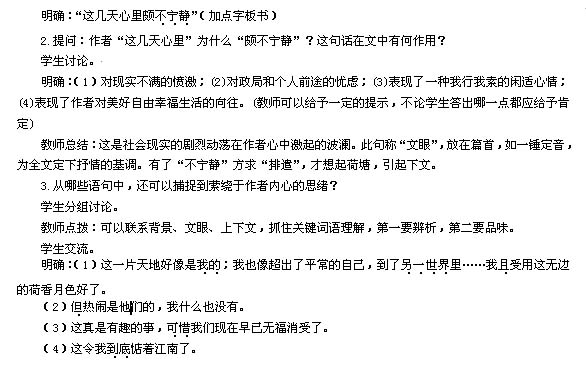 明确：“这几天心里颇不宁静”(加点字板书)
2.提问：作者“这几天心里”为什么“颇不宁静”？这句话在文中有何作用？
学生讨论。
明确：(1)对现实不满的愤激；(2)对政局和个人前途的忧虑；(3)表现了一种我行我素的闲适心情；
(4)表现了作者对美好自由幸福生活的向往。(教师可以给予一定的提示，不论学生答出哪一点都应给予肯
定)
教师总结：这是社会现实的剧烈动荡在作者心中激起的波澜。此句称“文眼”，放在篇首，如一锤定音，
为全文定下抒情的基调。有了“不宁静”方求“排遣”，才想起荷塘，引起下文。
3.从哪些语句中，还可以捕捉到萦绕于作者内心的思绪？
学生分组讨论。
教师点拨：可以联系背景、文眼、上下文，抓住关键词语理解，第一要辨析，第二要品味。
学生交流。
明确：(1)这一片天地好像是我的；我也像超出了平常的自己，到了另一世界里……我且受用这无边
的荷香月色好了。
(2)但热闹是他们的，我什么也没有。
(3)这真是有趣的事，可惜我们现在早已无福消受了。
(4)这令我到底惦着江南了。